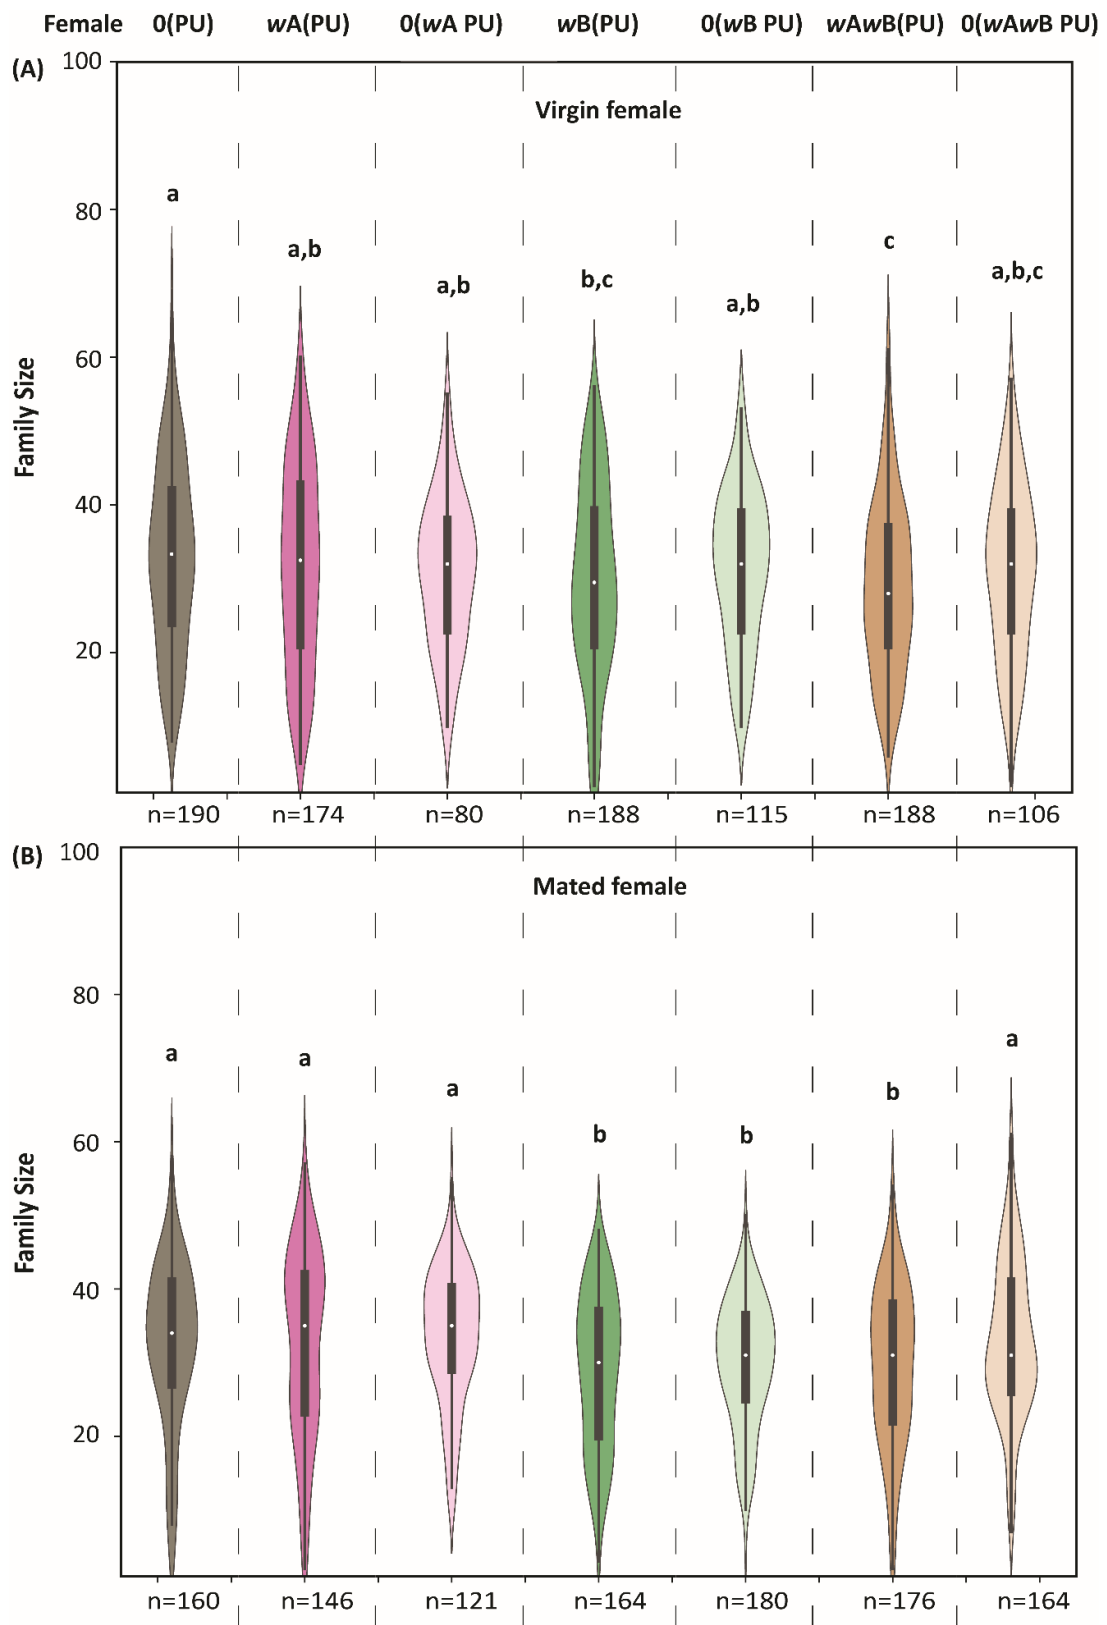 Female 0(PU) wA(PU) 0(wA PU) wB(PU) 0(wB PU) wAwB(PU) 0(wAwB PU)
(A) 100
Virgin female
a
80
a,b
a,b
b,c
a,b
c
a,b,c
60
Family Size
40
20
n=190 n=174 n=80 n=188 n=115 n=188 n=106
(B) 100
Mated female
80
a
a
a
b
b
b
a
60
Family Size
40
20
n=160 n=146 n=121 n=164 n=180 n=176 n=164